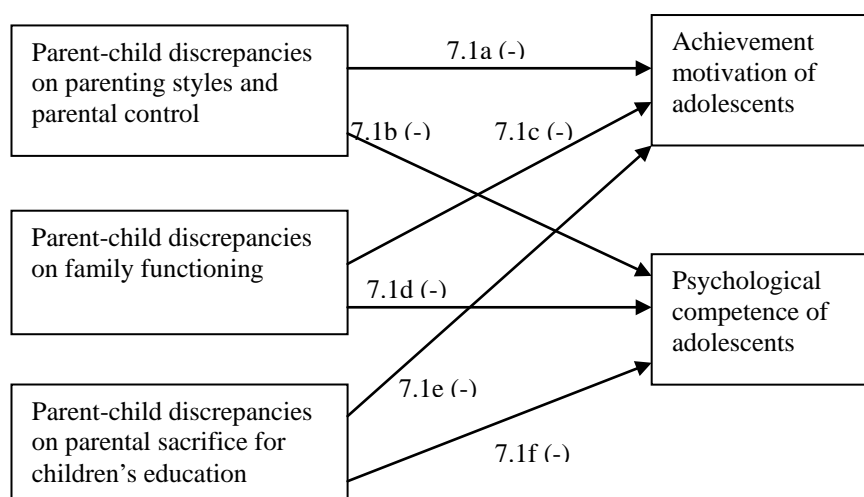 Parent-child discrepancies
on parenting styles and
parental control
7.1a (-)
Achievement
motivation of
adolescents
7.1b (-)
7.1c (-)
Parent-child discrepancies
on family functioning
7.1d (-)
Psychological
competence of
adolescents
Parent-child discrepancies
on parental sacrifice for
children’s education
7.1e (-)
7.1f (-)